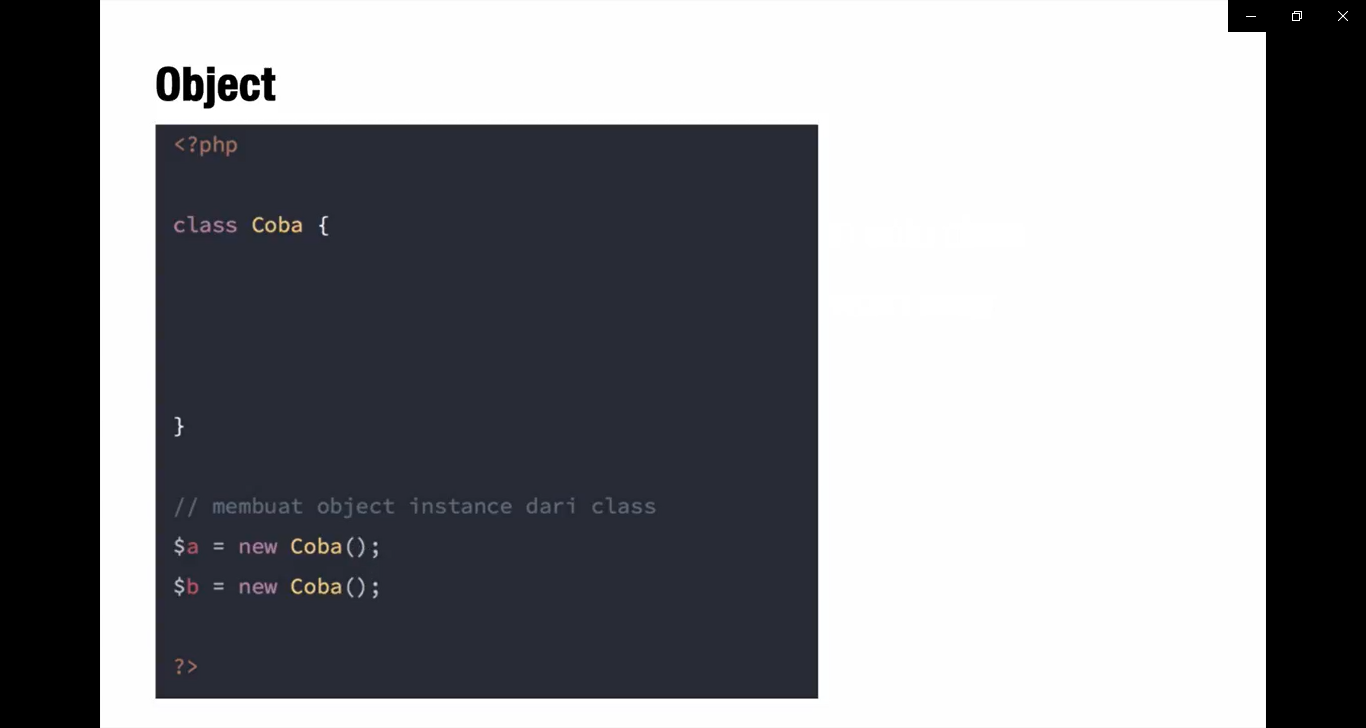 Object
<?php
class Coba {
}
// membuat object instance dari class
$a = new Coba();
$b = new Coba();
?>